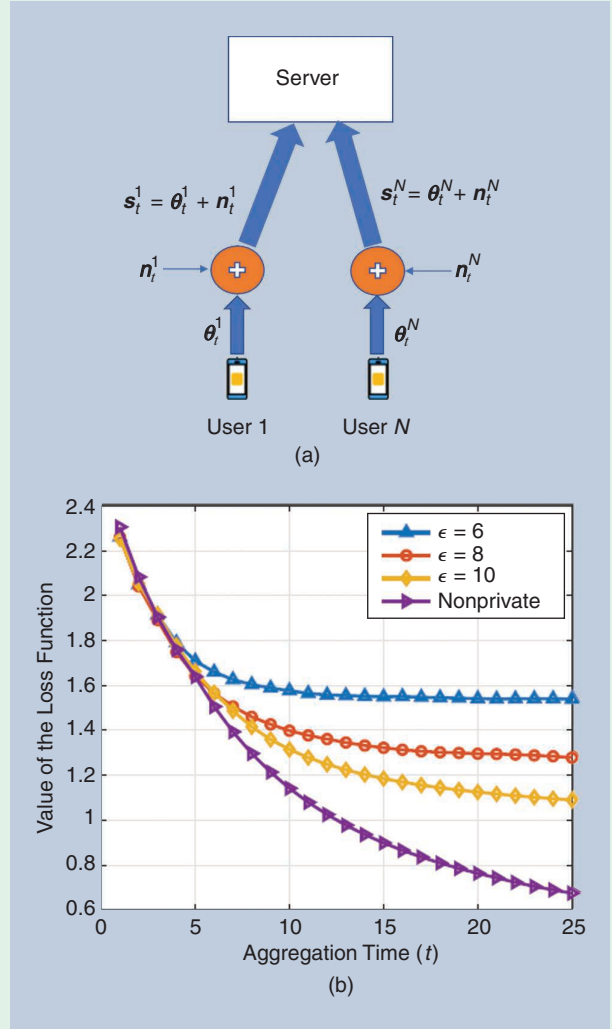 Server
s_t^1 = θ_t^1 + n_t^1
s_t^N = θ_t^N + n_t^N
n_t^1
n_t^N
θ_t^1
θ_t^N
User 1
User N
(a)
2.4
2.2
2
1.8
1.6
1.4
1.2
1
0.8
0.6
Value of the Loss Function
ϵ = 6
ϵ = 8
ϵ = 10
Nonprivate
0 5 10 15 20 25
Aggregation Time (t)
(b)